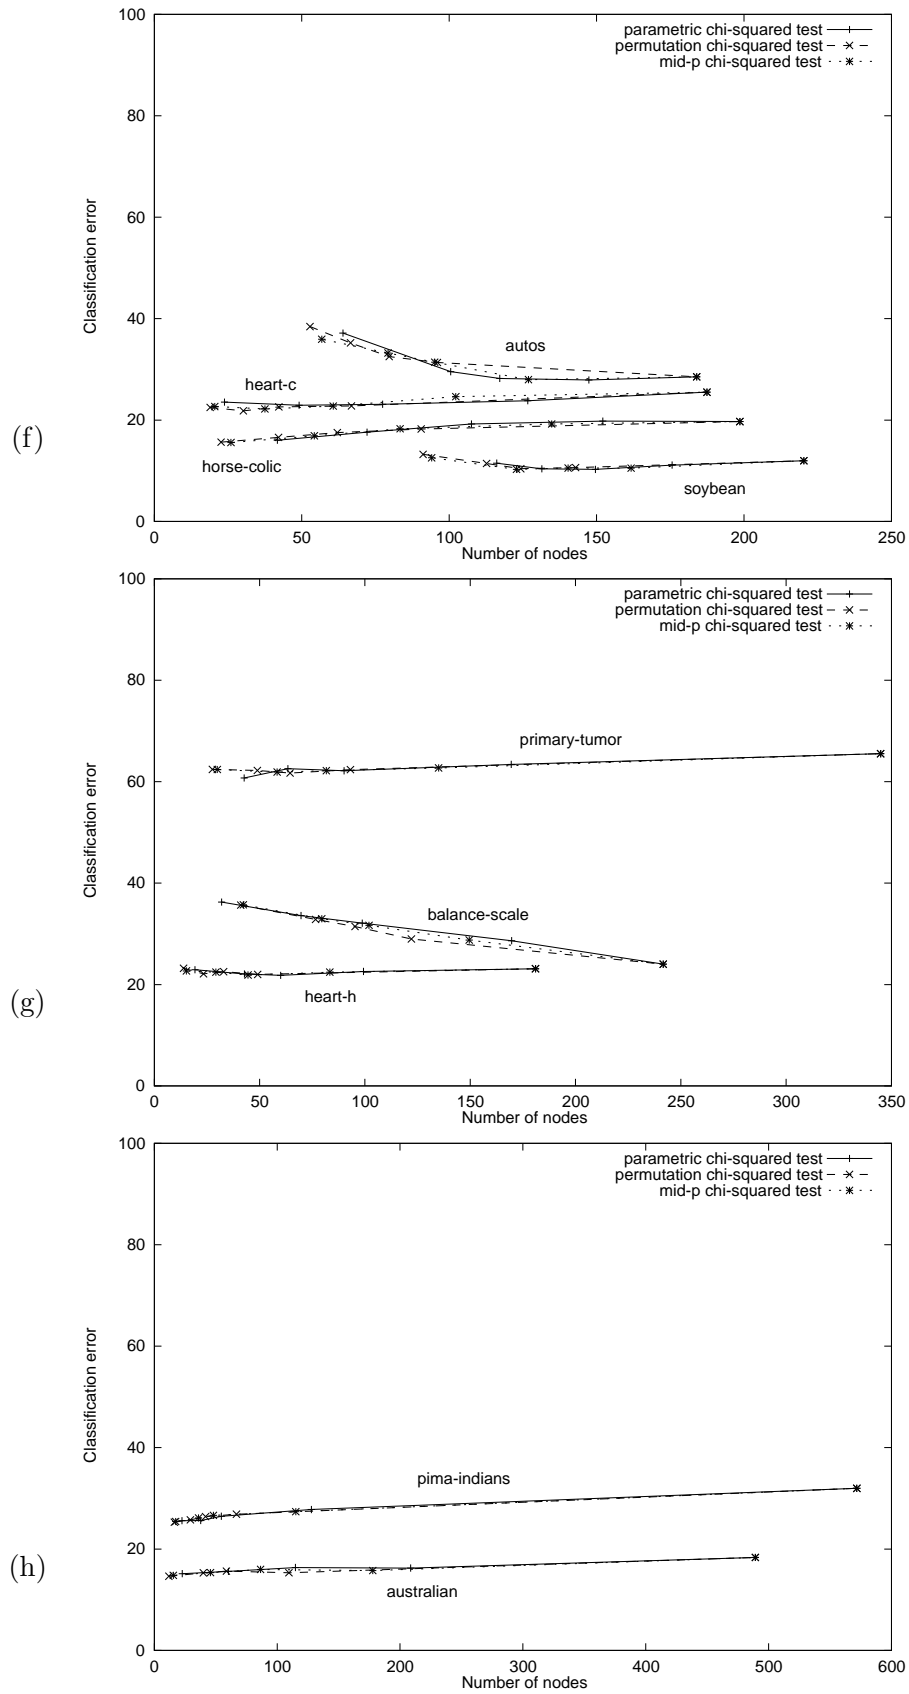 100
80
60
40
20
0
Classification error
parametric chi-squared test
permutation chi-squared test
mid-p chi-squared test
autos
heart-c
horse-colic
soybean
(f)
50 100 150 200 250
Number of nodes
100
80
60
40
20
0
Classification error
parametric chi-squared test
permutation chi-squared test
mid-p chi-squared test
primary-tumor
balance-scale
heart-h
(g)
0 50 100 150 200 250 300 350
Number of nodes
100
80
60
40
20
0
Classification error
parametric chi-squared test
permutation chi-squared test
mid-p chi-squared test
pima-indians
australian
(h)
0 100 200 300 400 500 600
Number of nodes